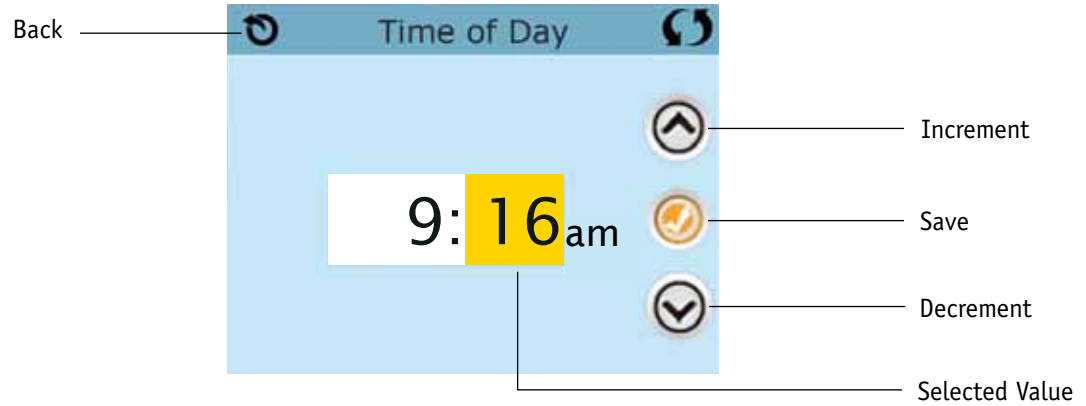 Back
Time of Day
Increment
9:16am
Save
Decrement
Selected Value